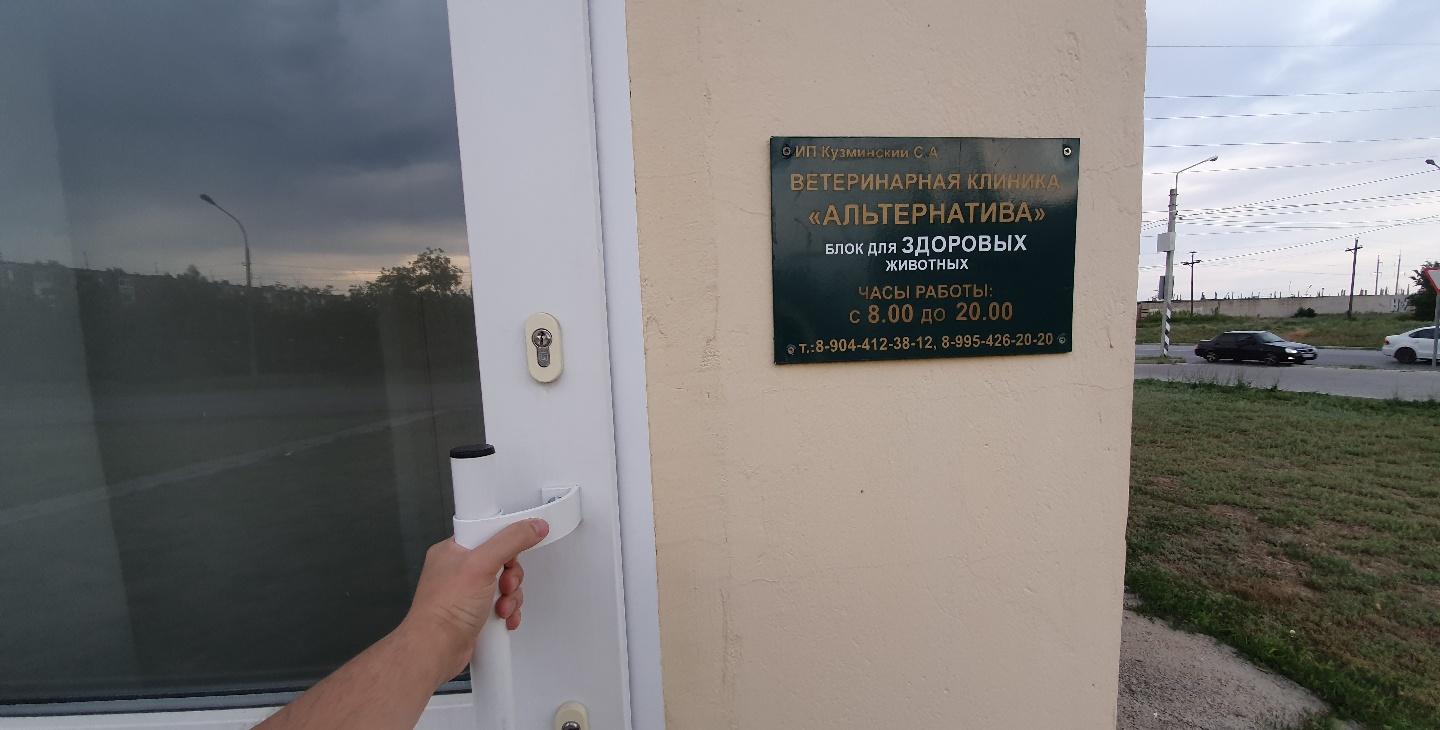 ИП Кузминский С.А
ВЕТЕРИНАРНАЯ КЛИНИКА
«АЛЬТЕРНАТИВА»
БЛОК ДЛЯ ЗДОРОВЫХ
ЖИВОТНЫХ
ЧАСЫ РАБОТЫ:
С 8.00 ДО 20.00
т.:8-904-412-38-12, 8-995-426-20-20